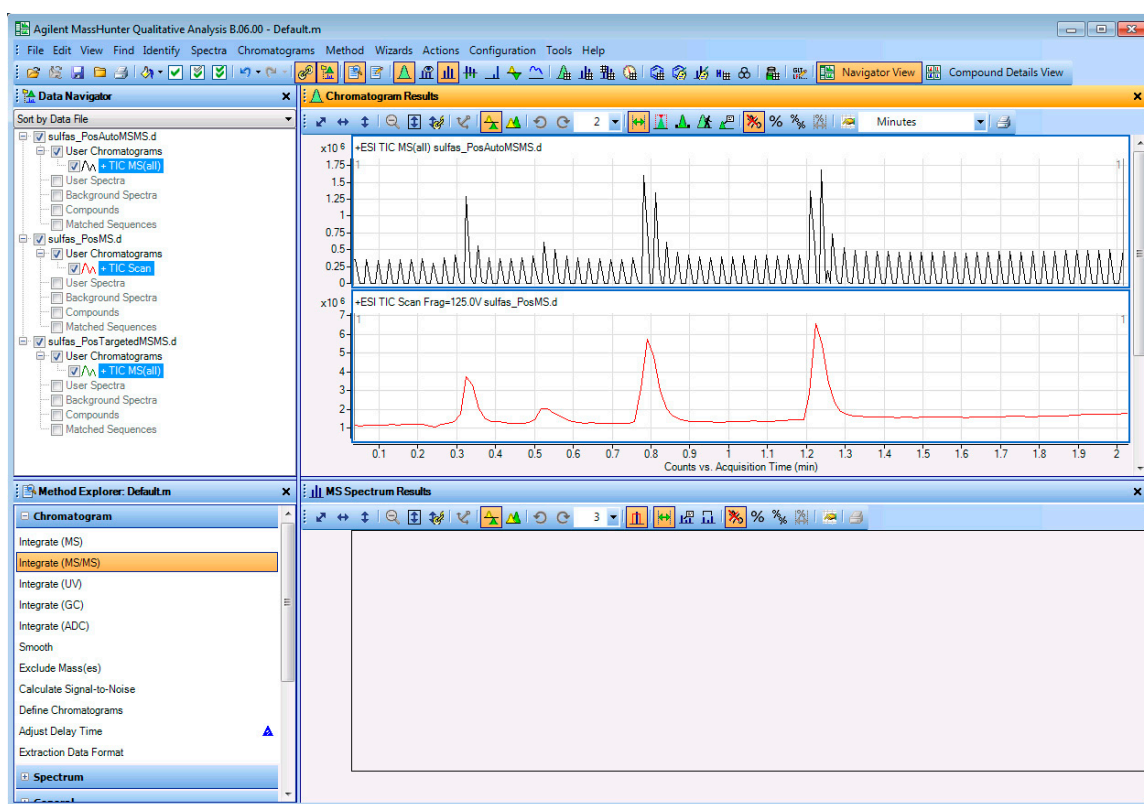 Agilent MassHunter Qualitative Analysis B.06.00 - Default.m
File Edit View Find Identify Spectra Chromatograms Method Wizards Actions Configuration Tools Help
Navigator View Compound Details View
Data Navigator
Sort by Data File
sulfas_PosAutoMSMS.d
User Chromatograms
+ TIC MS(all)
User Spectra
Background Spectra
Compounds
Matched Sequences
sulfas_PosMS.d
User Chromatograms
+ TIC Scan
User Spectra
Background Spectra
Compounds
Matched Sequences
sulfas_PosTargetedMSMS.d
User Chromatograms
+ TIC MS(all)
User Spectra
Background Spectra
Compounds
Matched Sequences
Chromatogram Results
2 % Minutes
x10 6 +ESI TIC MS(all) sulfas_PosAutoMSMS.d
1.75 1 1
1.5
1.25
1
0.75
0.5
0.25
0
x10 6 +ESI TIC Scan Frag=125.0V sulfas_PosMS.d
7 1 1
6
5
4
3
2
1
0.1 0.2 0.3 0.4 0.5 0.6 0.7 0.8 0.9 1 1.1 1.2 1.3 1.4 1.5 1.6 1.7 1.8 1.9 2
Counts vs. Acquisition Time (min)
Method Explorer: Default.m
Chromatogram
Integrate (MS)
Integrate (MS/MS)
Integrate (UV)
Integrate (GC)
Integrate (ADC)
Smooth
Exclude Mass(es)
Calculate Signal-to-Noise
Define Chromatograms
Adjust Delay Time
Extraction Data Format
Spectrum
General
MS Spectrum Results
3 %